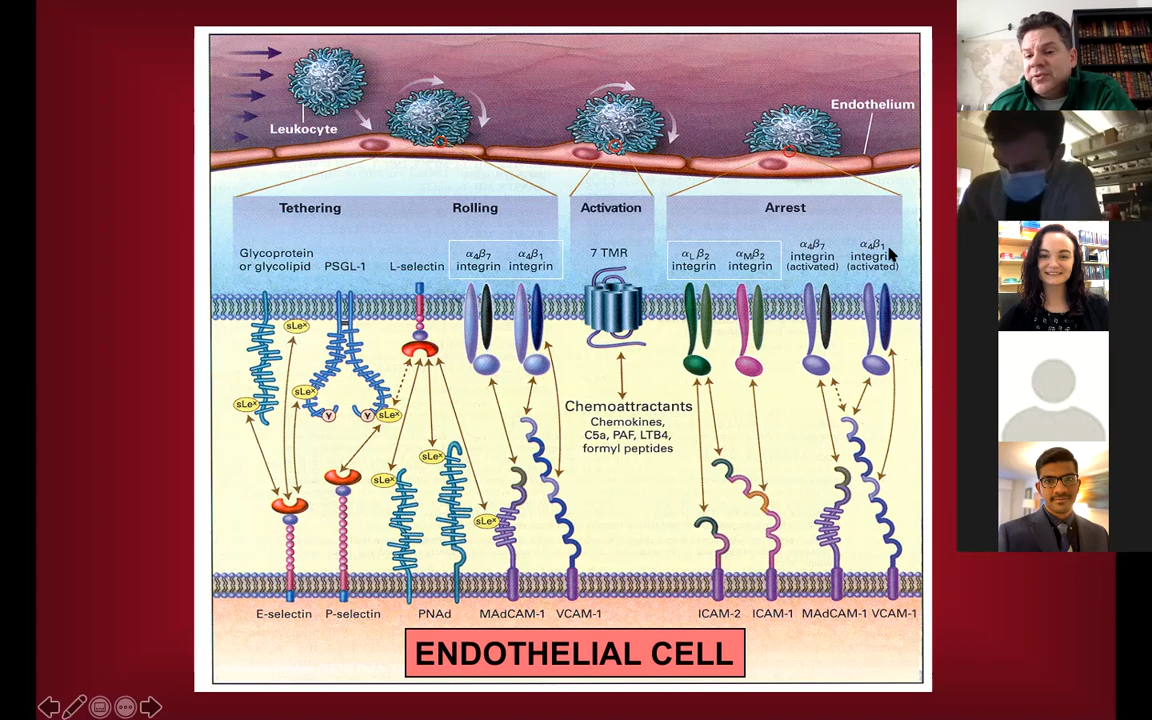 Endothelium
Leukocyte
Tethering
Rolling
Activation
Arrest
Glycoprotein
or glycolipid
PSGL-1
L-selectin
α4β7
integrin
α4β1
integrin
7 TMR
αL β2
integrin
αMβ2
integrin
α4β7
integrin
(activated)
α4β1
integrin
(activated)
sLex
sLex
sLex
Y
Y
sLex
Chemoattractants
Chemokines,
C5a, PAF, LTB4,
formyl peptides
sLex
sLex
sLex
E-selectin
P-selectin
PNAd
MAdCAM-1
VCAM-1
ICAM-2
ICAM-1
MAdCAM-1
VCAM-1
ENDOTHELIAL CELL